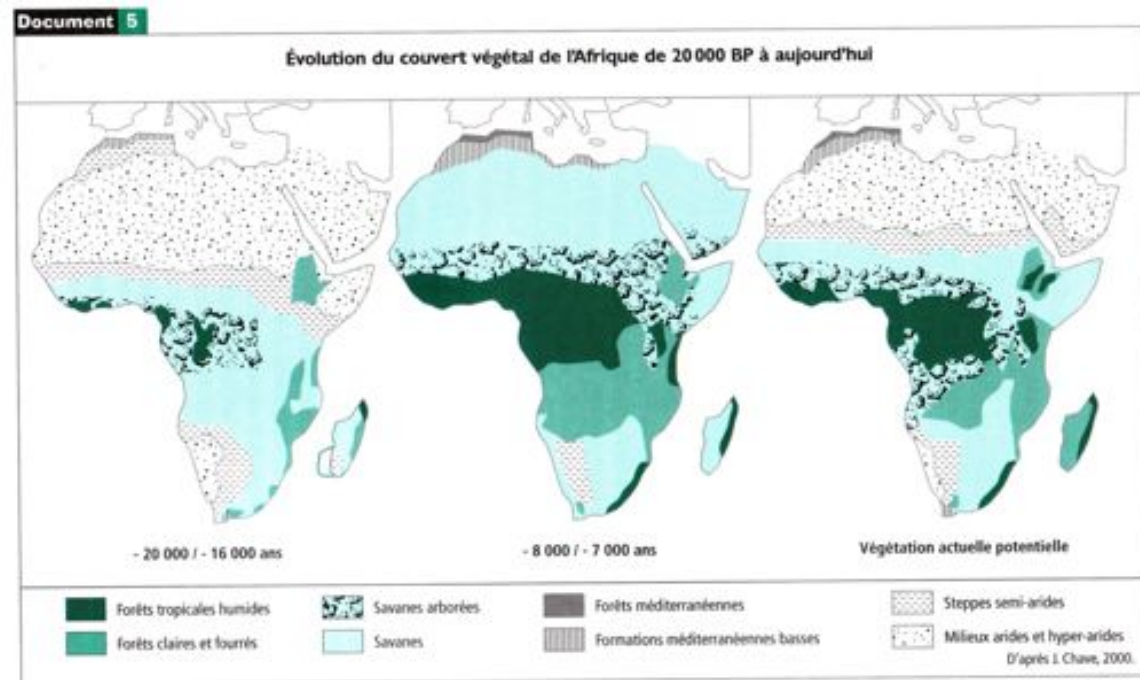 Document 5
Évolution du couvert végétal de l'Afrique de 20 000 BP à aujourd'hui
- 20 000 / - 16 000 ans
- 8 000 / - 7 000 ans
Végétation actuelle potentielle
Forêts tropicales humides
Savanes arborées
Forêts méditerranéennes
Steppes semi-arides
Forêts claires et fourrés
Savanes
Formations méditerranéennes basses
Milieux arides et hyper-arides
D'après J. Chave, 2000.